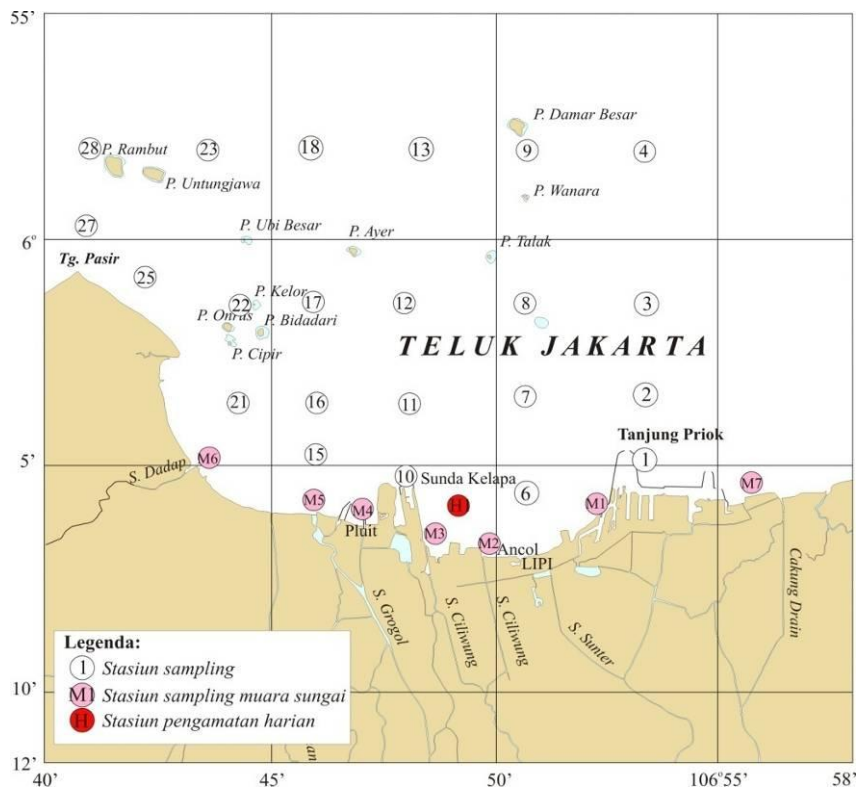 55'
P. Damar Besar
28
P. Rambut
23
18
13
9
4
P. Untungjawa
P. Wanara
27
P. Ubi Besar
P. Ayer
6°
P. Talak
Tg. Pasir
25
P. Kelor
22
17
12
8
3
P. Onrus
P. Bidadari
P. Cipir
TELUK JAKARTA
21
16
11
7
2
Tanjung Priok
M6
15
1
S. Dadap
5'
10
Sunda Kelapa
M7
M5
M4
H1
6
M1
Pluit
M3
M2
Ancol
LIPI
S. Grogol
S. Ciliwung
S. Ciliwung
S. Sunter
Cakung Drain
Legenda:
1 Stasiun sampling
M1 Stasiun sampling muara sungai
H Stasiun pengamatan harian
10'
12'
40'
45'
50'
106°55'
58'